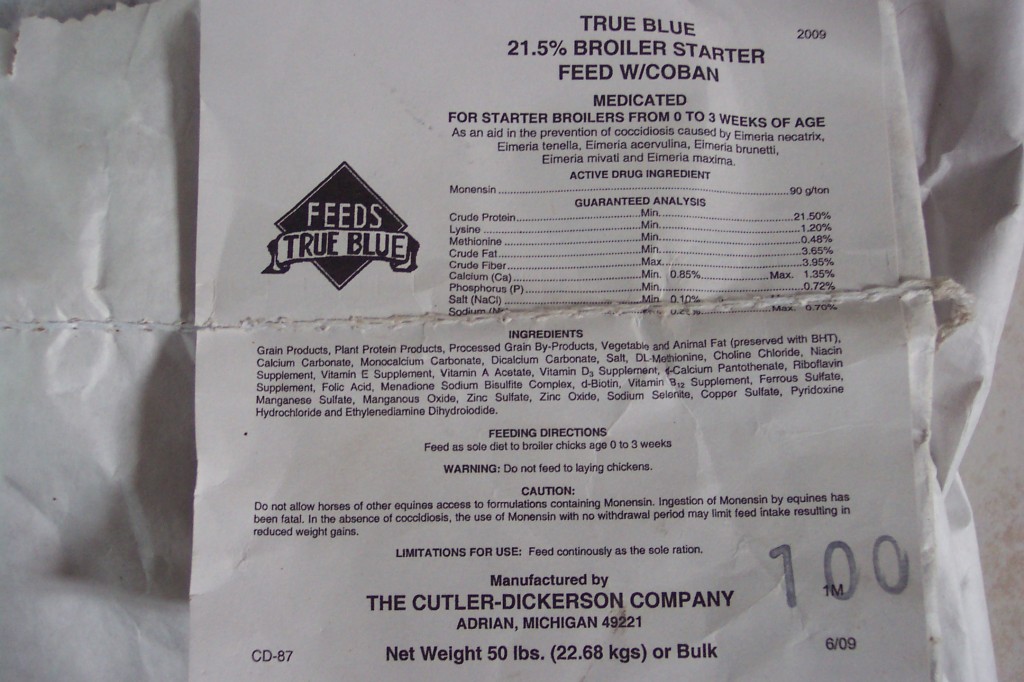 TRUE BLUE
2009
21.5% BROILER STARTER
FEED W/COBAN
MEDICATED
FOR STARTER BROILERS FROM 0 TO 3 WEEKS OF AGE
As an aid in the prevention of coccidiosis caused by Eimeria necatrix,
Eimeria tenella, Eimeria acervulina, Eimeria brunetti,
Eimeria mivati and Eimeria maxima.
ACTIVE DRUG INGREDIENT
Monensin 90 g/ton
GUARANTEED ANALYSIS
Crude Protein Min. 21.50%
Lysine Min. 1.20%
Methionine Min. 0.48%
Crude Fat Min. 3.65%
Crude Fiber Max. 3.95%
Calcium (Ca) Min. 0.85% Max. 1.35%
Phosphorus (P) Min. 0.72%
Salt (NaCl) Min. 0.10%
Sodium Max. 0.70%
FEEDS
TRUE BLUE
INGREDIENTS
Grain Products, Plant Protein Products, Processed Grain By-Products, Vegetable and Animal Fat (preserved with BHT),
Calcium Carbonate, Monocalcium Carbonate, Dicalcium Carbonate, Salt, DL-Methionine, Choline Chloride, Niacin
Supplement, Vitamin E Supplement, Vitamin A Acetate, Vitamin D3 Supplement, d-Calcium Pantothenate, Riboflavin
Supplement, Folic Acid, Menadione Sodium Bisulfite Complex, d-Biotin, Vitamin B12 Supplement, Ferrous Sulfate,
Manganese Sulfate, Manganous Oxide, Zinc Sulfate, Zinc Oxide, Sodium Selenite, Copper Sulfate, Pyridoxine
Hydrochloride and Ethylenediamine Dihydroiodide.
FEEDING DIRECTIONS
Feed as sole diet to broiler chicks age 0 to 3 weeks
WARNING: Do not feed to laying chickens.
CAUTION:
Do not allow horses of other equines access to formulations containing Monensin. Ingestion of Monensin by equines has
been fatal. In the absence of coccidiosis, the use of Monensin with no withdrawal period may limit feed intake resulting in
reduced weight gains.
LIMITATIONS FOR USE: Feed continously as the sole ration.
100
Manufactured by
1M
THE CUTLER-DICKERSON COMPANY
ADRIAN, MICHIGAN 49221
CD-87
Net Weight 50 lbs. (22.68 kgs) or Bulk
6/09